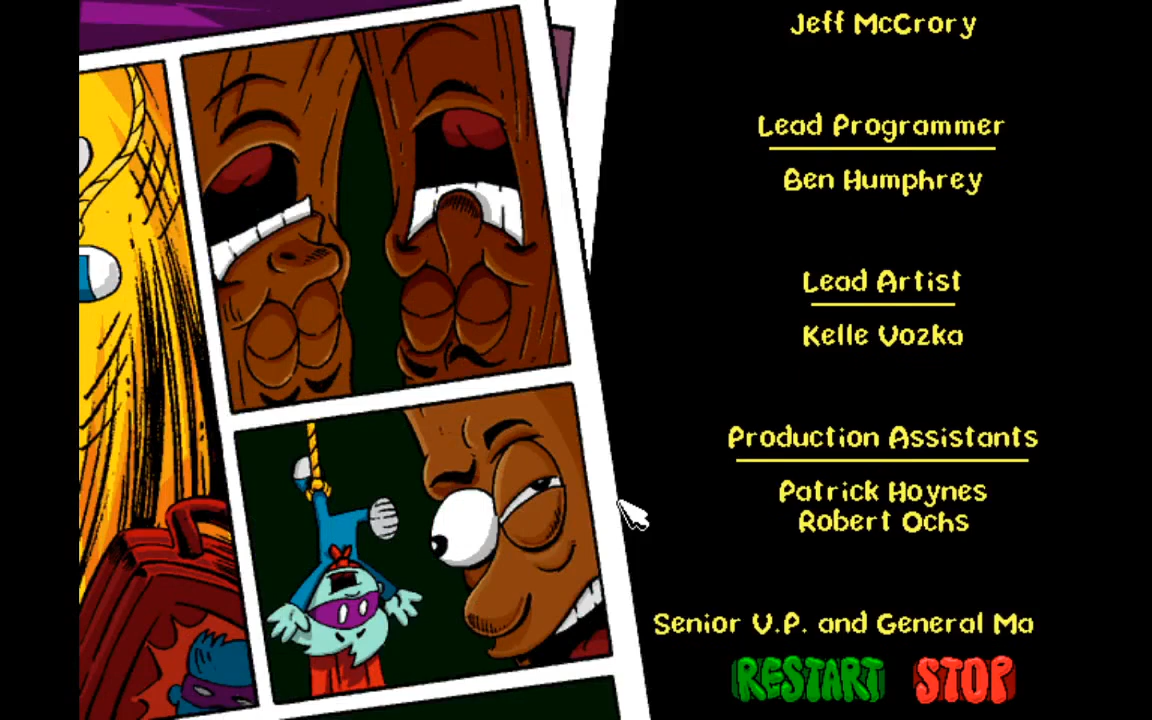 Jeff McCrory
Lead Programmer
Ben Humphrey
Lead Artist
Kelle Vozka
Production Assistants
Patrick Hoynes
Robert Ochs
Senior V.P. and General Ma
RESTART STOP